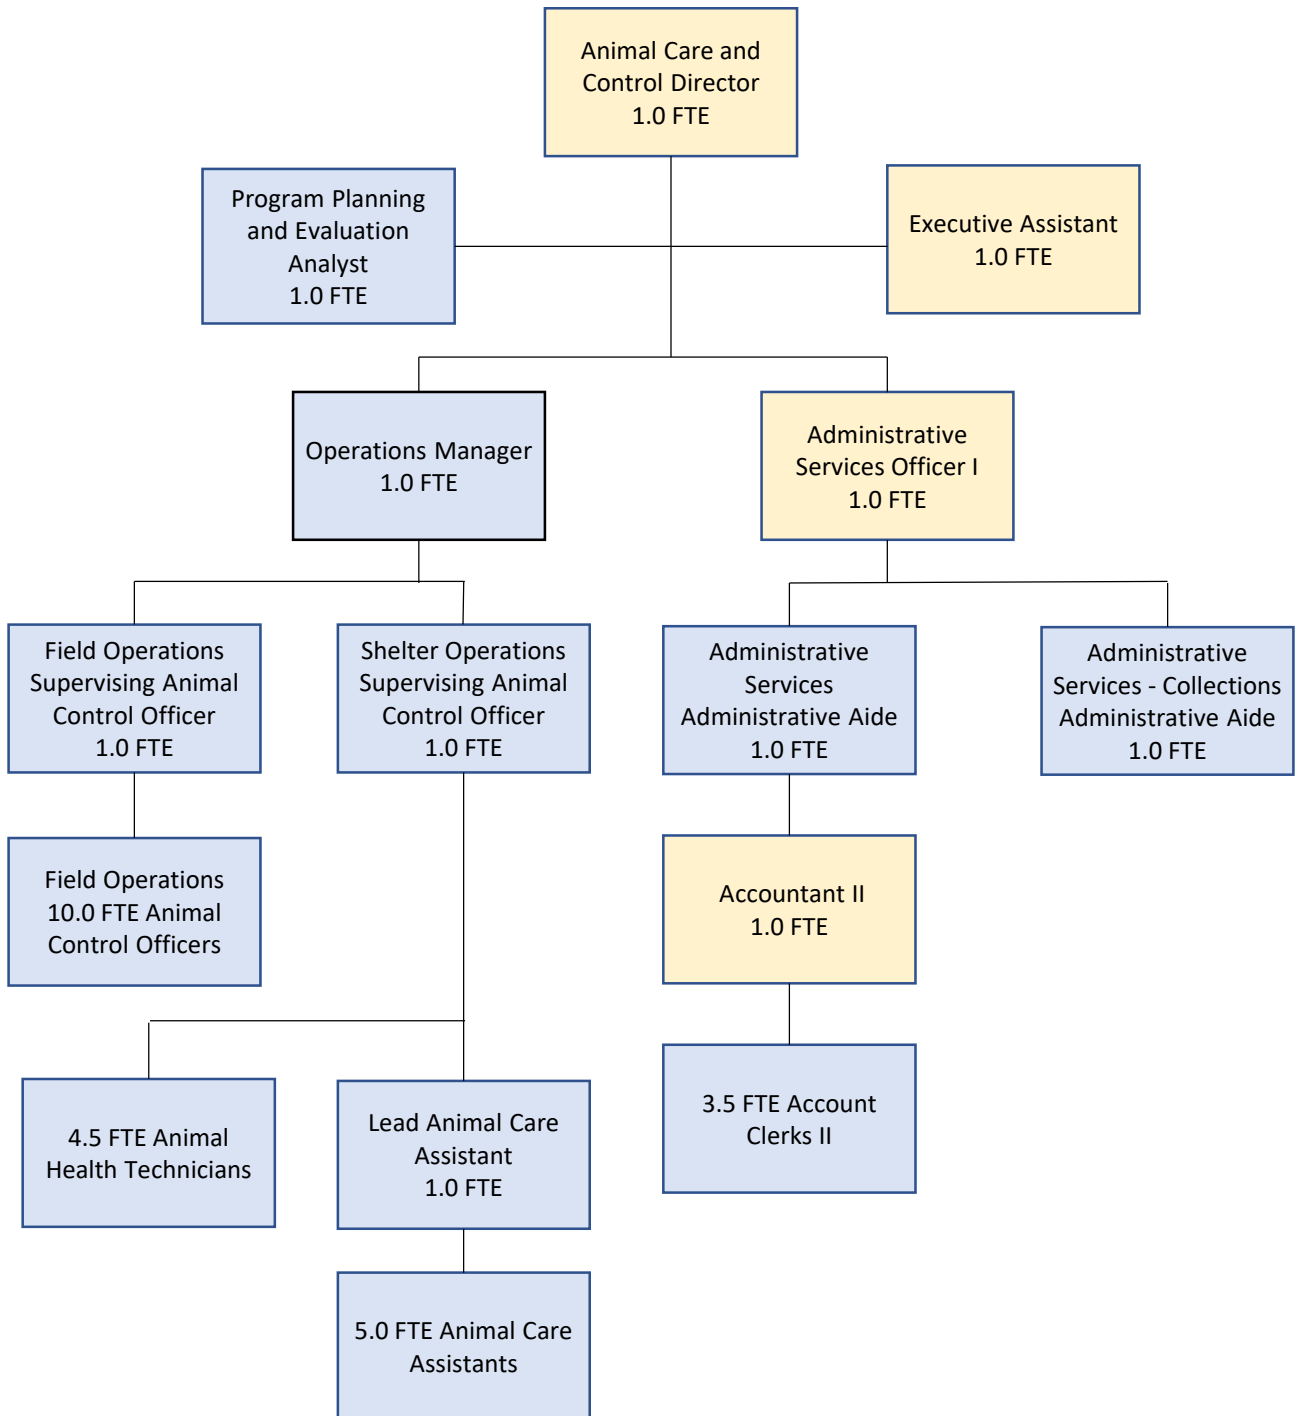 Animal Care and
Control Director
1.0 FTE
Program Planning
and Evaluation
Analyst
1.0 FTE
Executive Assistant
1.0 FTE
Operations Manager
1.0 FTE
Administrative
Services Officer I
1.0 FTE
Field Operations
Supervising Animal
Control Officer
1.0 FTE
Shelter Operations
Supervising Animal
Control Officer
1.0 FTE
Administrative
Services
Administrative Aide
1.0 FTE
Administrative
Services - Collections
Administrative Aide
1.0 FTE
Field Operations
10.0 FTE Animal
Control Officers
Accountant II
1.0 FTE
4.5 FTE Animal
Health Technicians
Lead Animal Care
Assistant
1.0 FTE
3.5 FTE Account
Clerks II
5.0 FTE Animal Care
Assistants